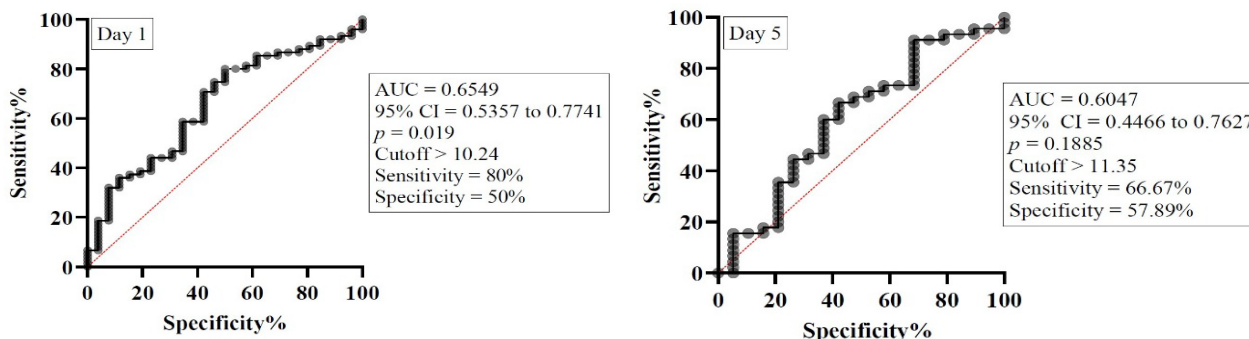 Day 1
100
80
60
40
20
0
Sensitivity%
0 20 40 60 80 100
Specificity%
AUC = 0.6549
95% CI = 0.5357 to 0.7741
p = 0.019
Cutoff > 10.24
Sensitivity = 80%
Specificity = 50%
Day 5
100
80
60
40
20
0
Sensitivity%
0 20 40 60 80 100
Specificity%
AUC = 0.6047
95% CI = 0.4466 to 0.7627
p = 0.1885
Cutoff > 11.35
Sensitivity = 66.67%
Specificity = 57.89%